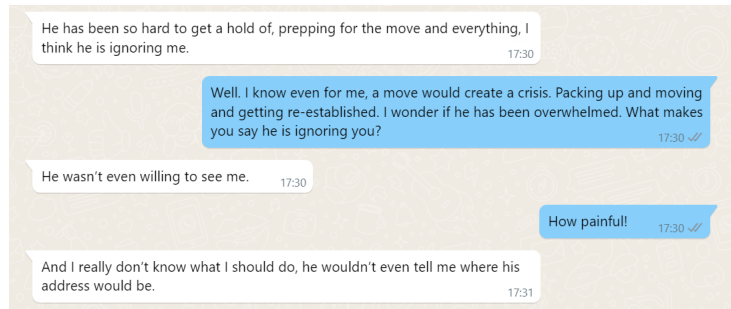 He has been so hard to get a hold of, prepping for the move and everything, I
think he is ignoring me.
17:30
Well. I know even for me, a move would create a crisis. Packing up and moving
and getting re-established. I wonder if he has been overwhelmed. What makes
you say he is ignoring you?
17:30
He wasn't even willing to see me.
17:30
How painful!
17:30
And I really don't know what I should do, he wouldn't even tell me where his
address would be.
17:31